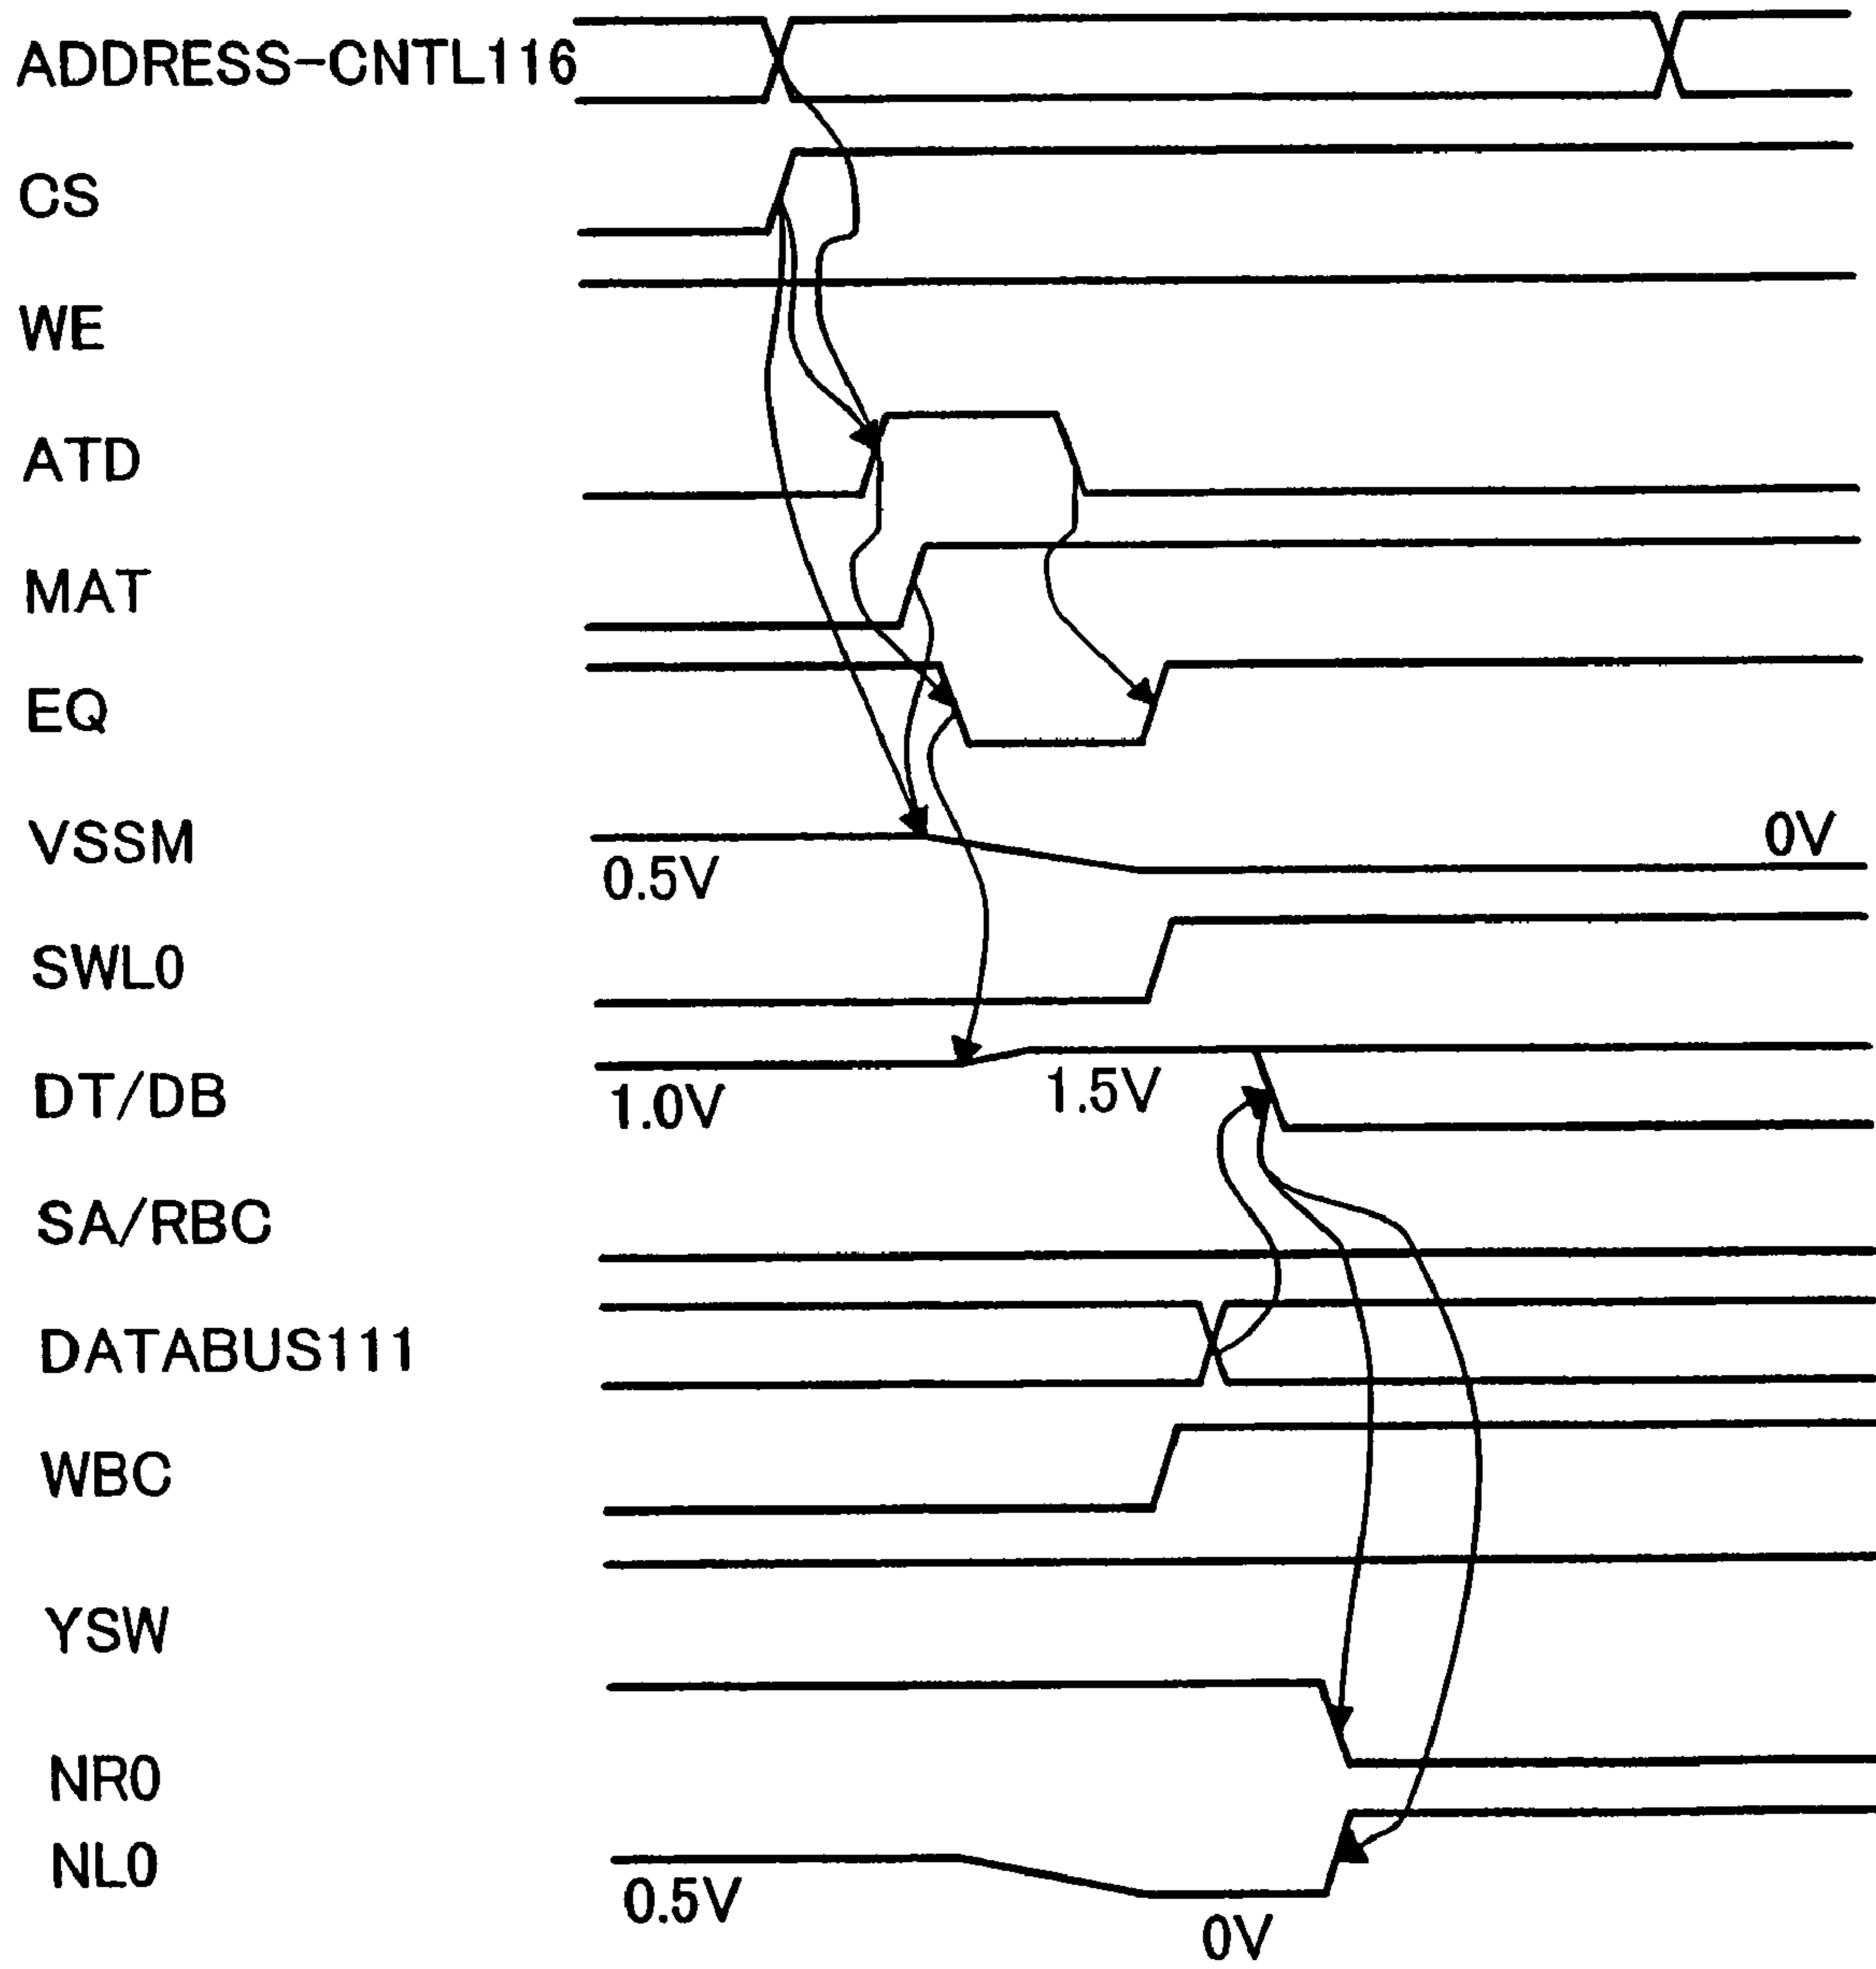 ADDRESS-CNTL116
CS
WE
ATD
MAT
EQ
VSSM
0.5V
0V
SWL0
DT/DB
1.0V
1.5V
SA/RBC
DATABUS111
WBC
YSW
NR0
NL0
0.5V
0V